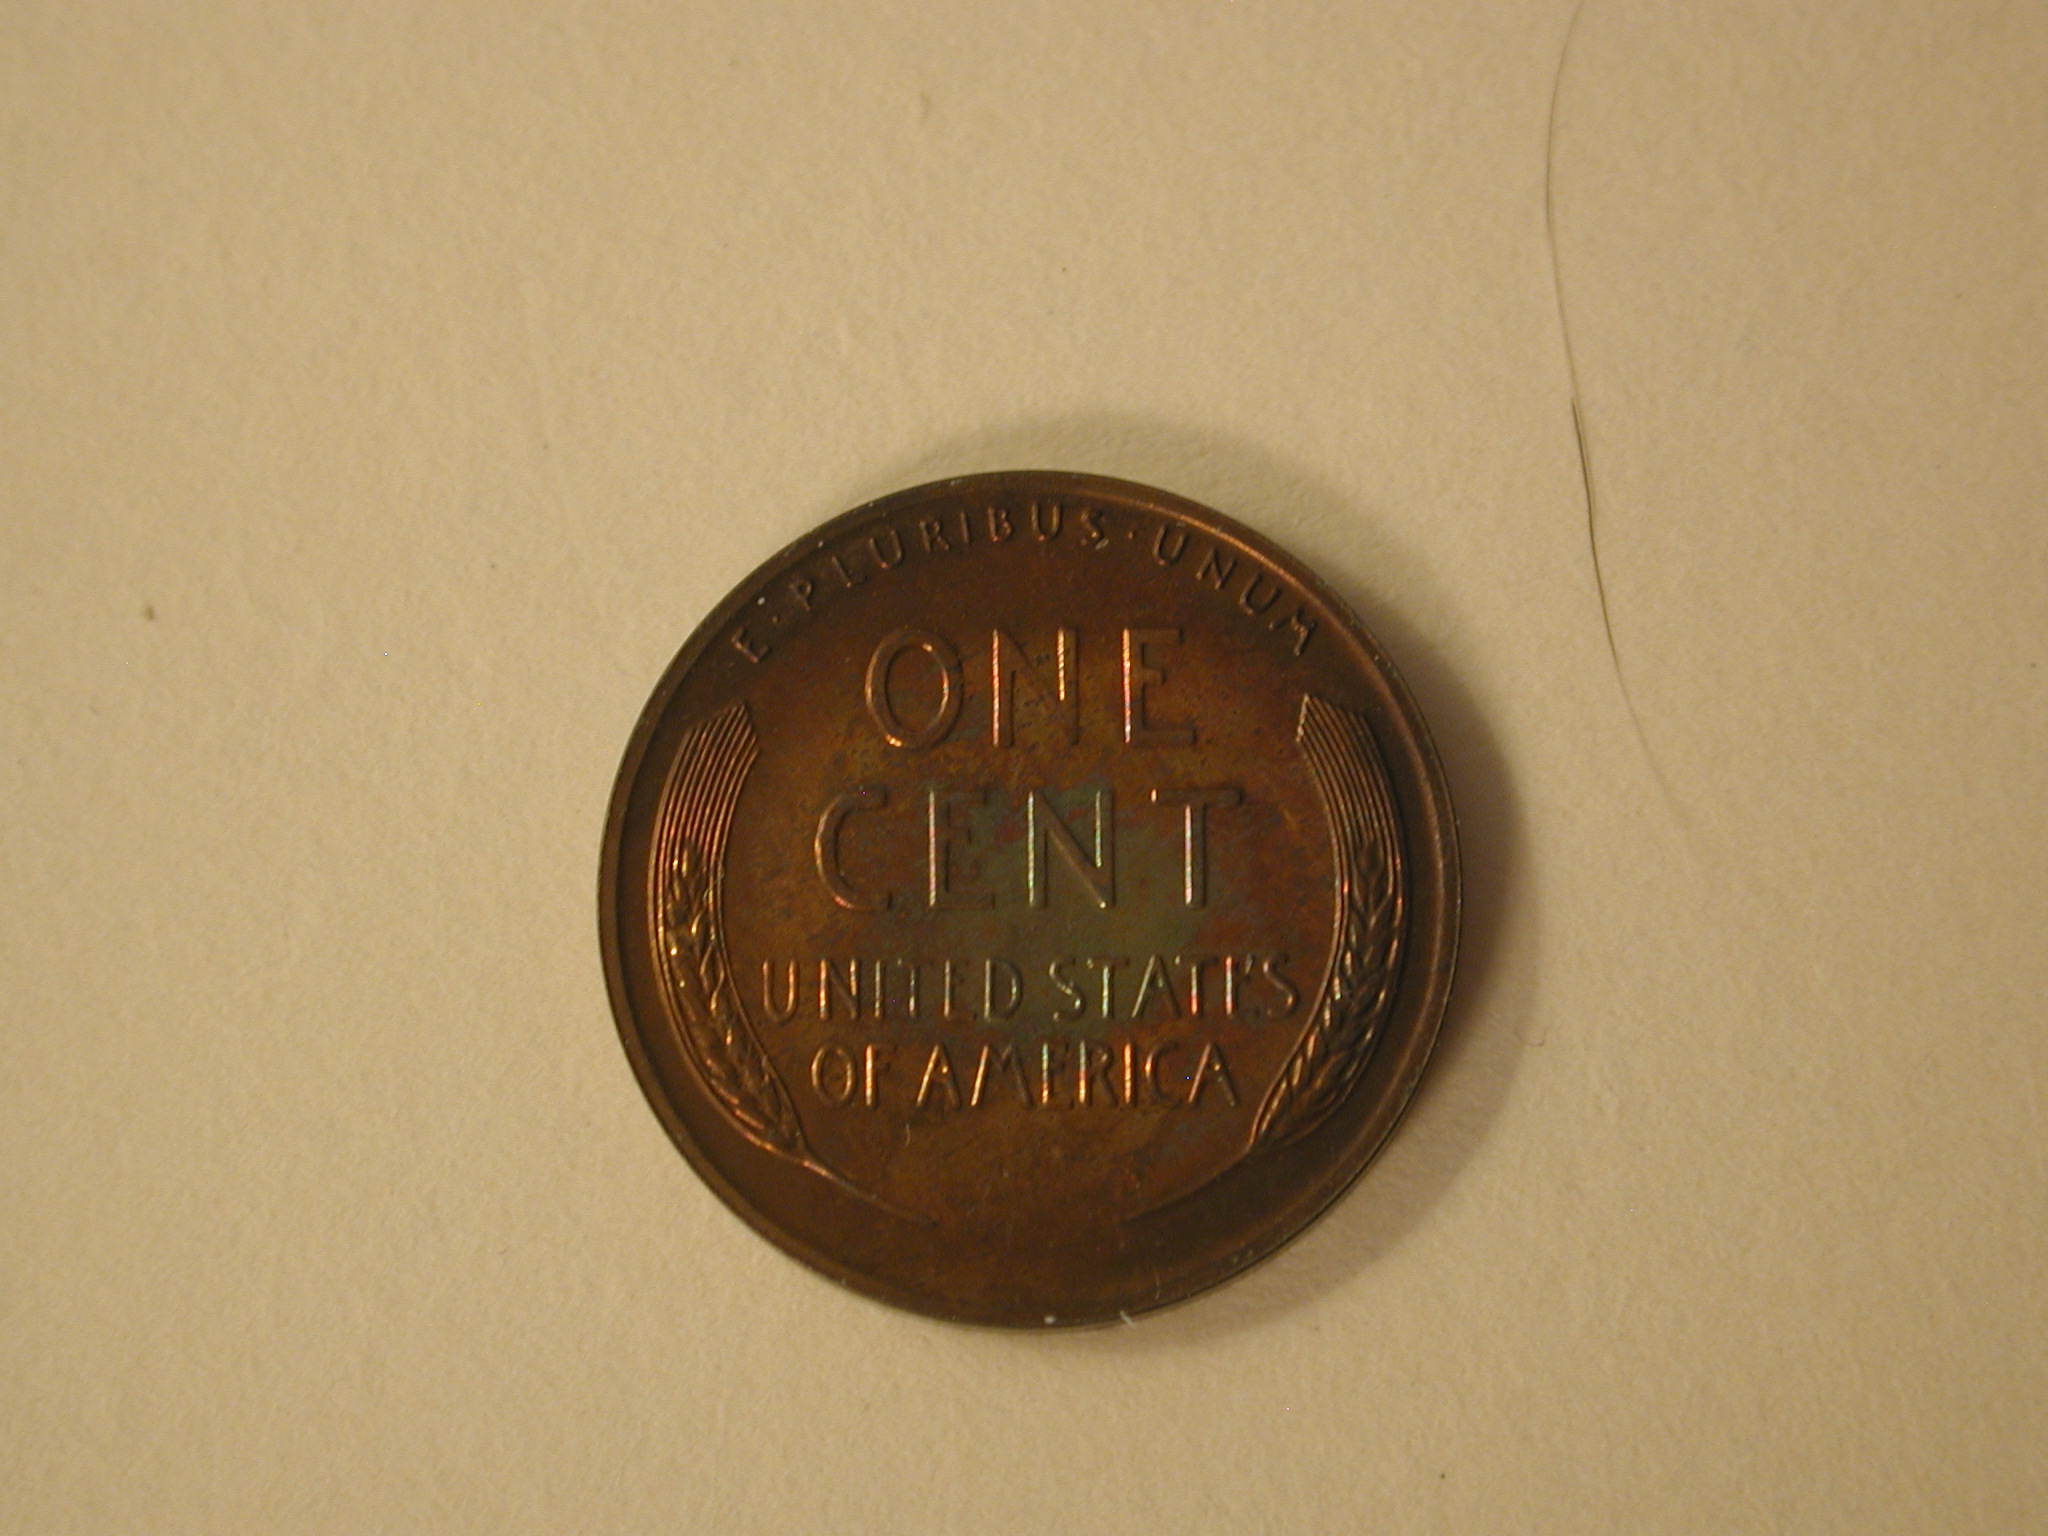 E·PLURIBUS·UNUM
ONE
CENT
UNITED STATES
OF AMERICA